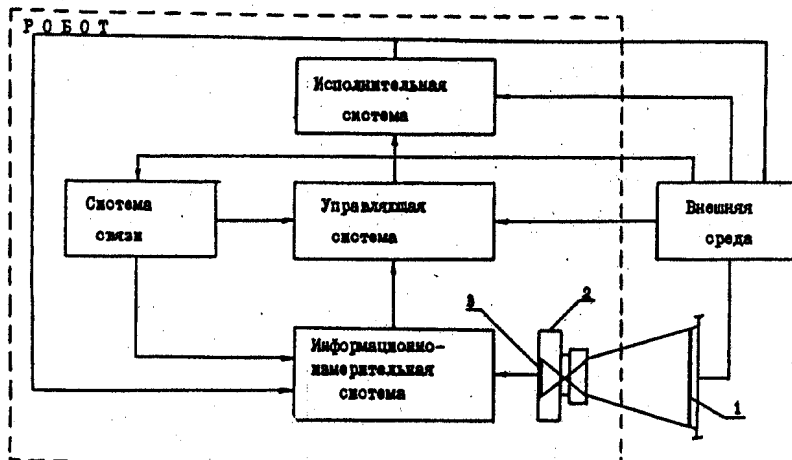 РОБОТ
Исполнительная
система
Система
связи
Управляющая
система
Внешняя
среда
3
2
Информационно-
измерительная
система
1